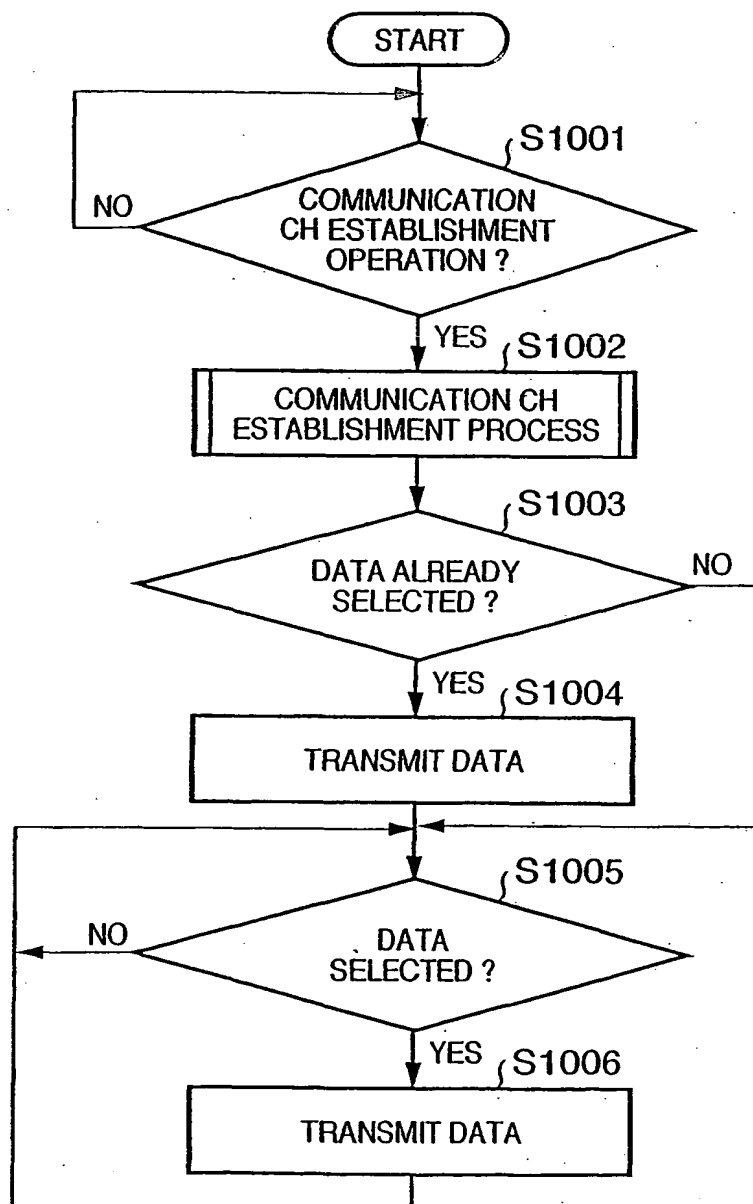 START
S1001
COMMUNICATION
CH ESTABLISHMENT
OPERATION ?
NO
YES
S1002
COMMUNICATION CH
ESTABLISHMENT PROCESS
S1003
DATA ALREADY
SELECTED ?
NO
YES
S1004
TRANSMIT DATA
S1005
DATA
SELECTED ?
NO
YES
S1006
TRANSMIT DATA